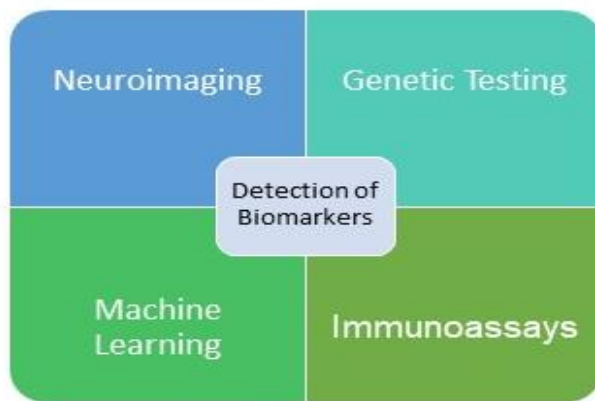 Neuroimaging
Genetic Testing
Detection of
Biomarkers
Machine
Learning
Immunoassays